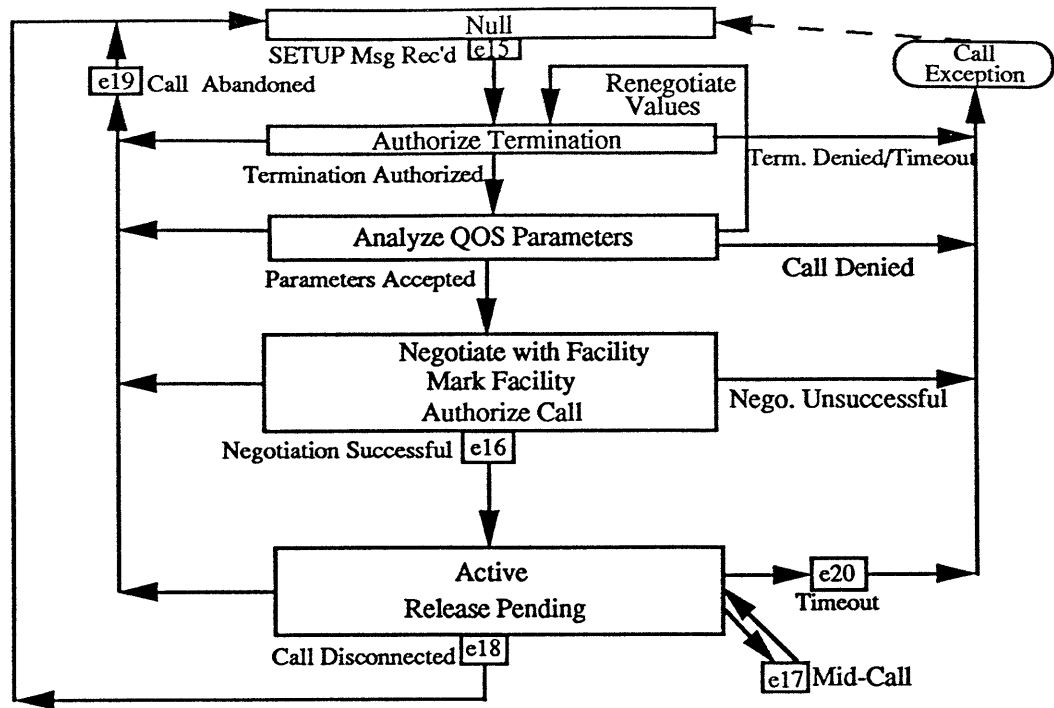 Null
SETUP Msg Rec'd
e15
Call
Exception
e19
Call Abandoned
Renegotiate
Values
Authorize Termination
Term. Denied/Timeout
Termination Authorized
Analyze QOS Parameters
Call Denied
Parameters Accepted
Negotiate with Facility
Mark Facility
Authorize Call
Nego. Unsuccessful
Negotiation Successful
e16
Active
Release Pending
e20
Timeout
Call Disconnected
e18
e17
Mid-Call